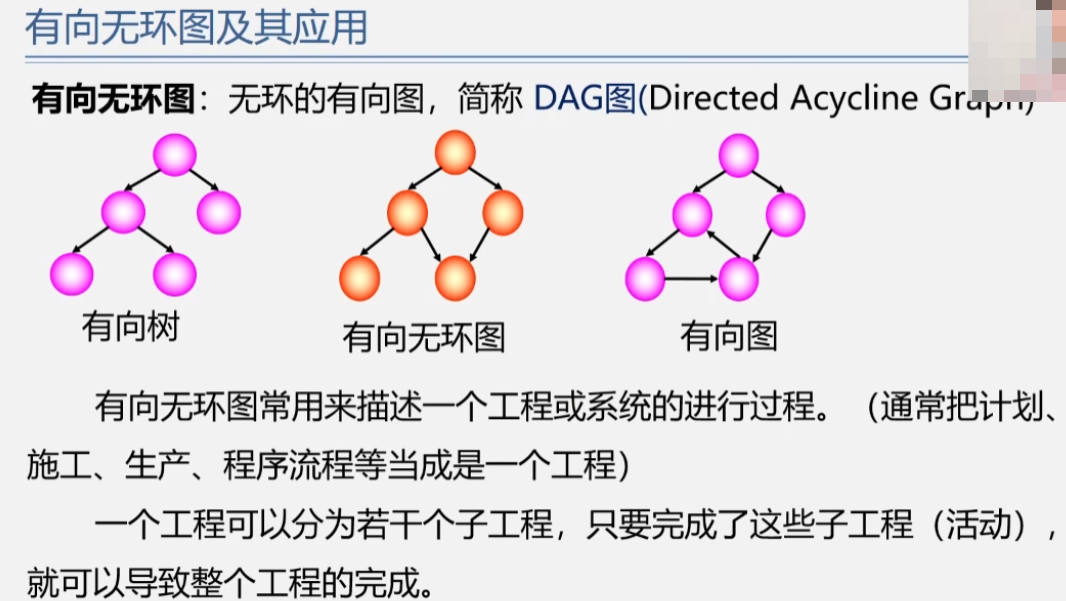 有向无环图及其应用
有向无环图：无环的有向图，简称 DAG图(Directed Acycline Graph)
有向树
有向无环图
有向图
有向无环图常用来描述一个工程或系统的进行过程。（通常把计划、
施工、生产、程序流程等当成是一个工程）
一个工程可以分为若干个子工程，只要完成了这些子工程（活动），
就可以导致整个工程的完成。